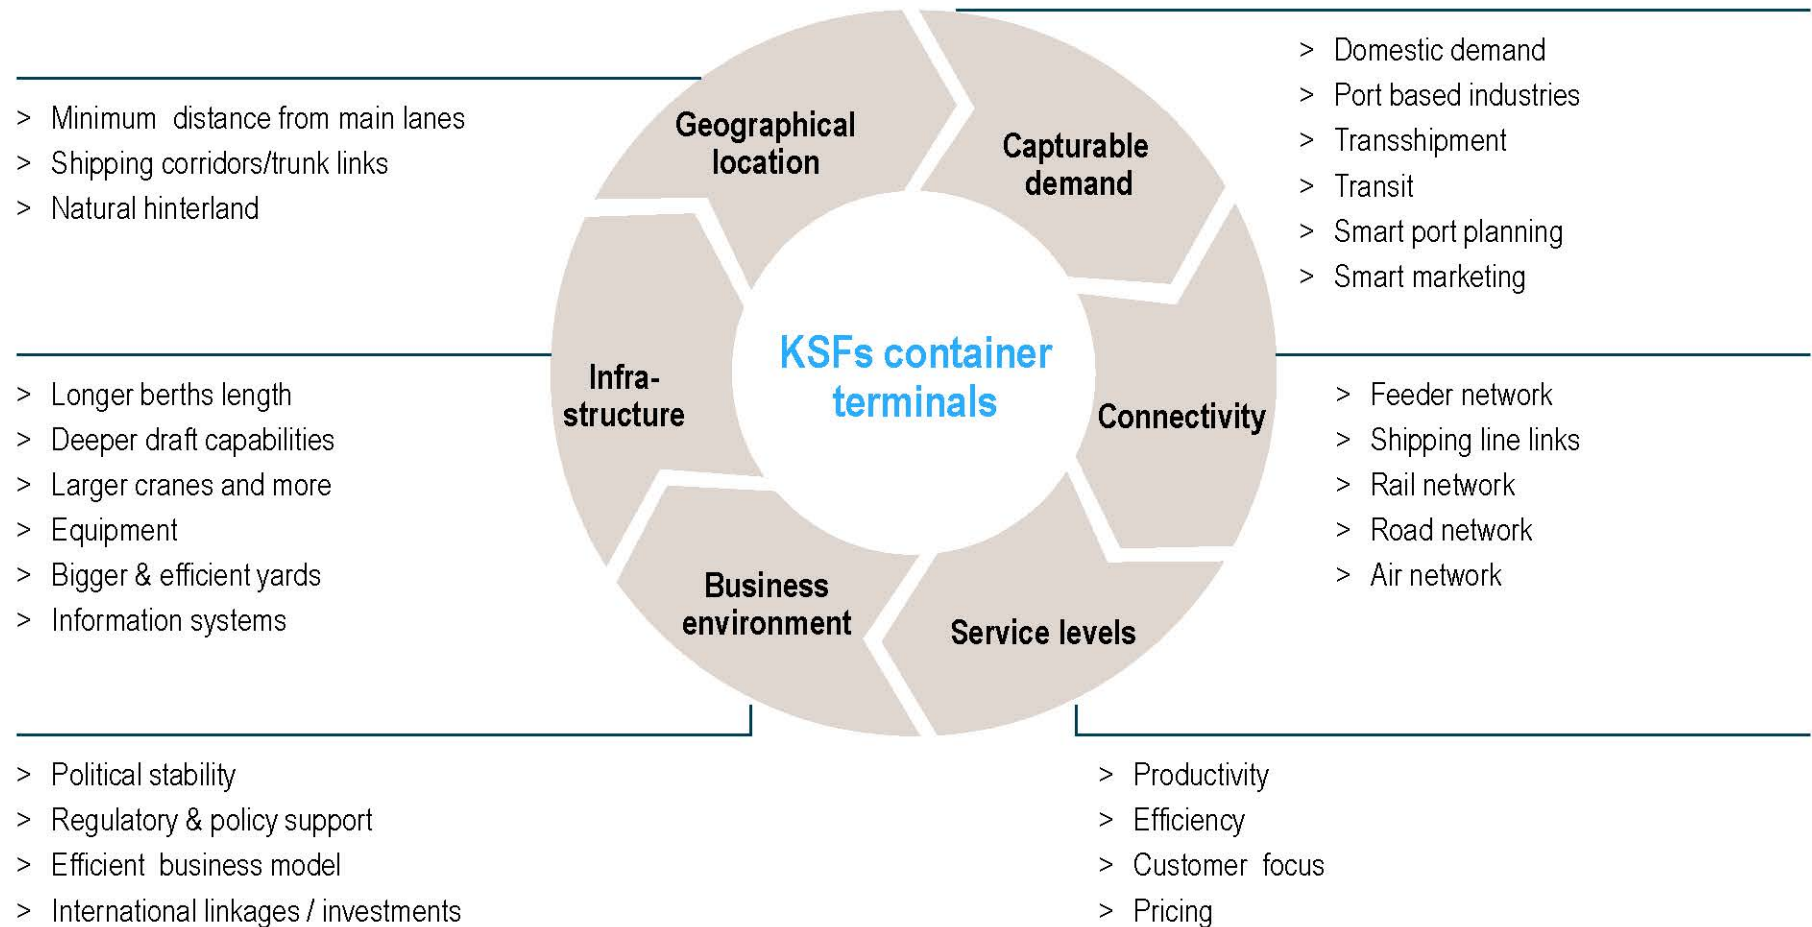 Geographical
location
> Minimum distance from main lanes
> Shipping corridors/trunk links
> Natural hinterland
Capturable
demand
> Domestic demand
> Port based industries
> Transshipment
> Transit
> Smart port planning
> Smart marketing
KSFs container
terminals
Infra-
structure
> Longer berths length
> Deeper draft capabilities
> Larger cranes and more
> Equipment
> Bigger & efficient yards
> Information systems
Connectivity
> Feeder network
> Shipping line links
> Rail network
> Road network
> Air network
Business
environment
> Political stability
> Regulatory & policy support
> Efficient business model
> International linkages / investments
Service levels
> Productivity
> Efficiency
> Customer focus
> Pricing